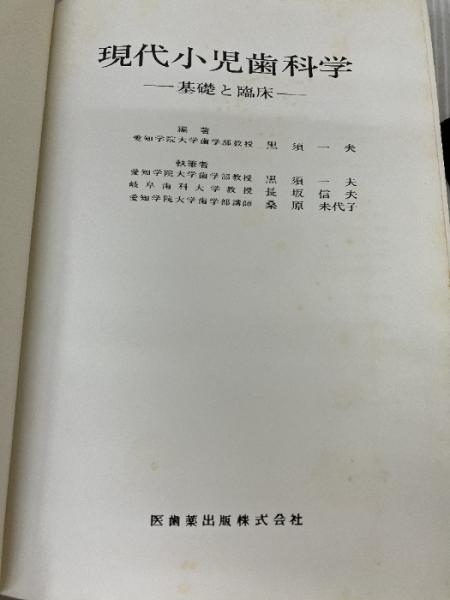 現代小児歯科学
——基礎と臨床——
編著
愛知学院大学歯学部教授 黒須一夫
執筆者
愛知学院大学歯学部教授 黒須一夫
岐阜歯科大学教授 長坂信夫
愛知学院大学歯学部講師 桑原未代子
医歯薬出版株式会社